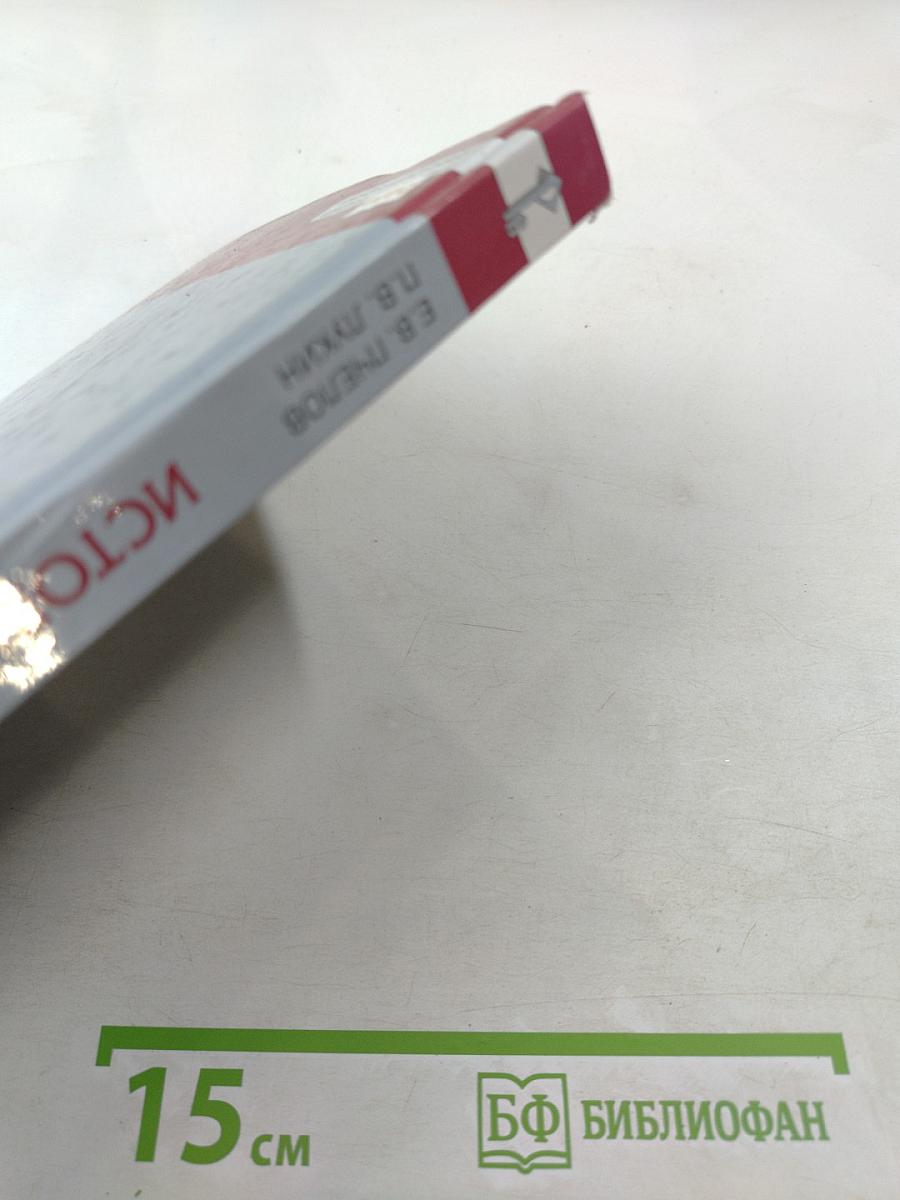 Е.В. ПЧЕЛОВ
П.В. ЛУКИН
ИСТО
15 см
БФ БИБЛИОФАН